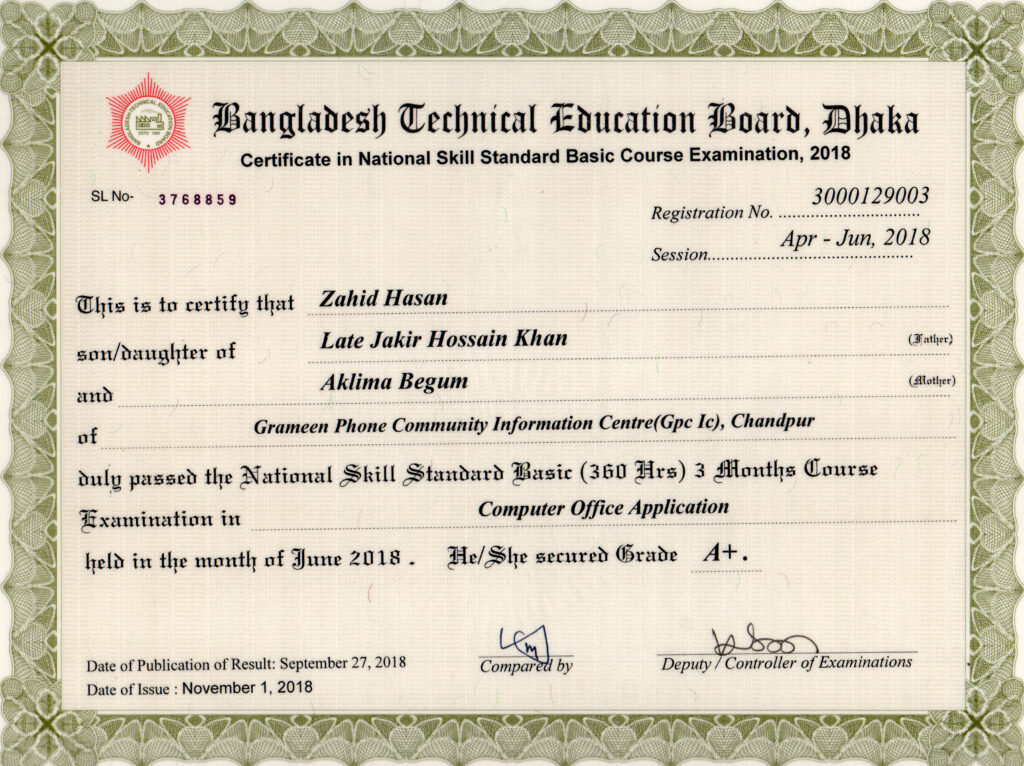 Bangladesh Technical Education Board, Dhaka
Certificate in National Skill Standard Basic Course Examination, 2018
SL No- 3768859
Registration No. 3000129003
Session Apr - Jun, 2018
This is to certify that Zahid Hasan
son/daughter of Late Jakir Hossain Khan (Father)
and Aklima Begum (Mother)
of Grameen Phone Community Information Centre(Gpc Ic), Chandpur
duly passed the National Skill Standard Basic (360 Hrs) 3 Months Course
Examination in Computer Office Application
held in the month of June 2018 . He/She secured Grade A+.
Compared by
Deputy / Controller of Examinations
Date of Publication of Result: September 27, 2018
Date of Issue : November 1, 2018